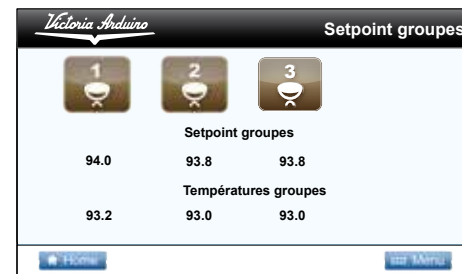 Victoria Arduino
Setpoint groupes
1 2 3
Setpoint groupes
94.0 93.8 93.8
Températures groupes
93.2 93.0 93.0
Home Menu